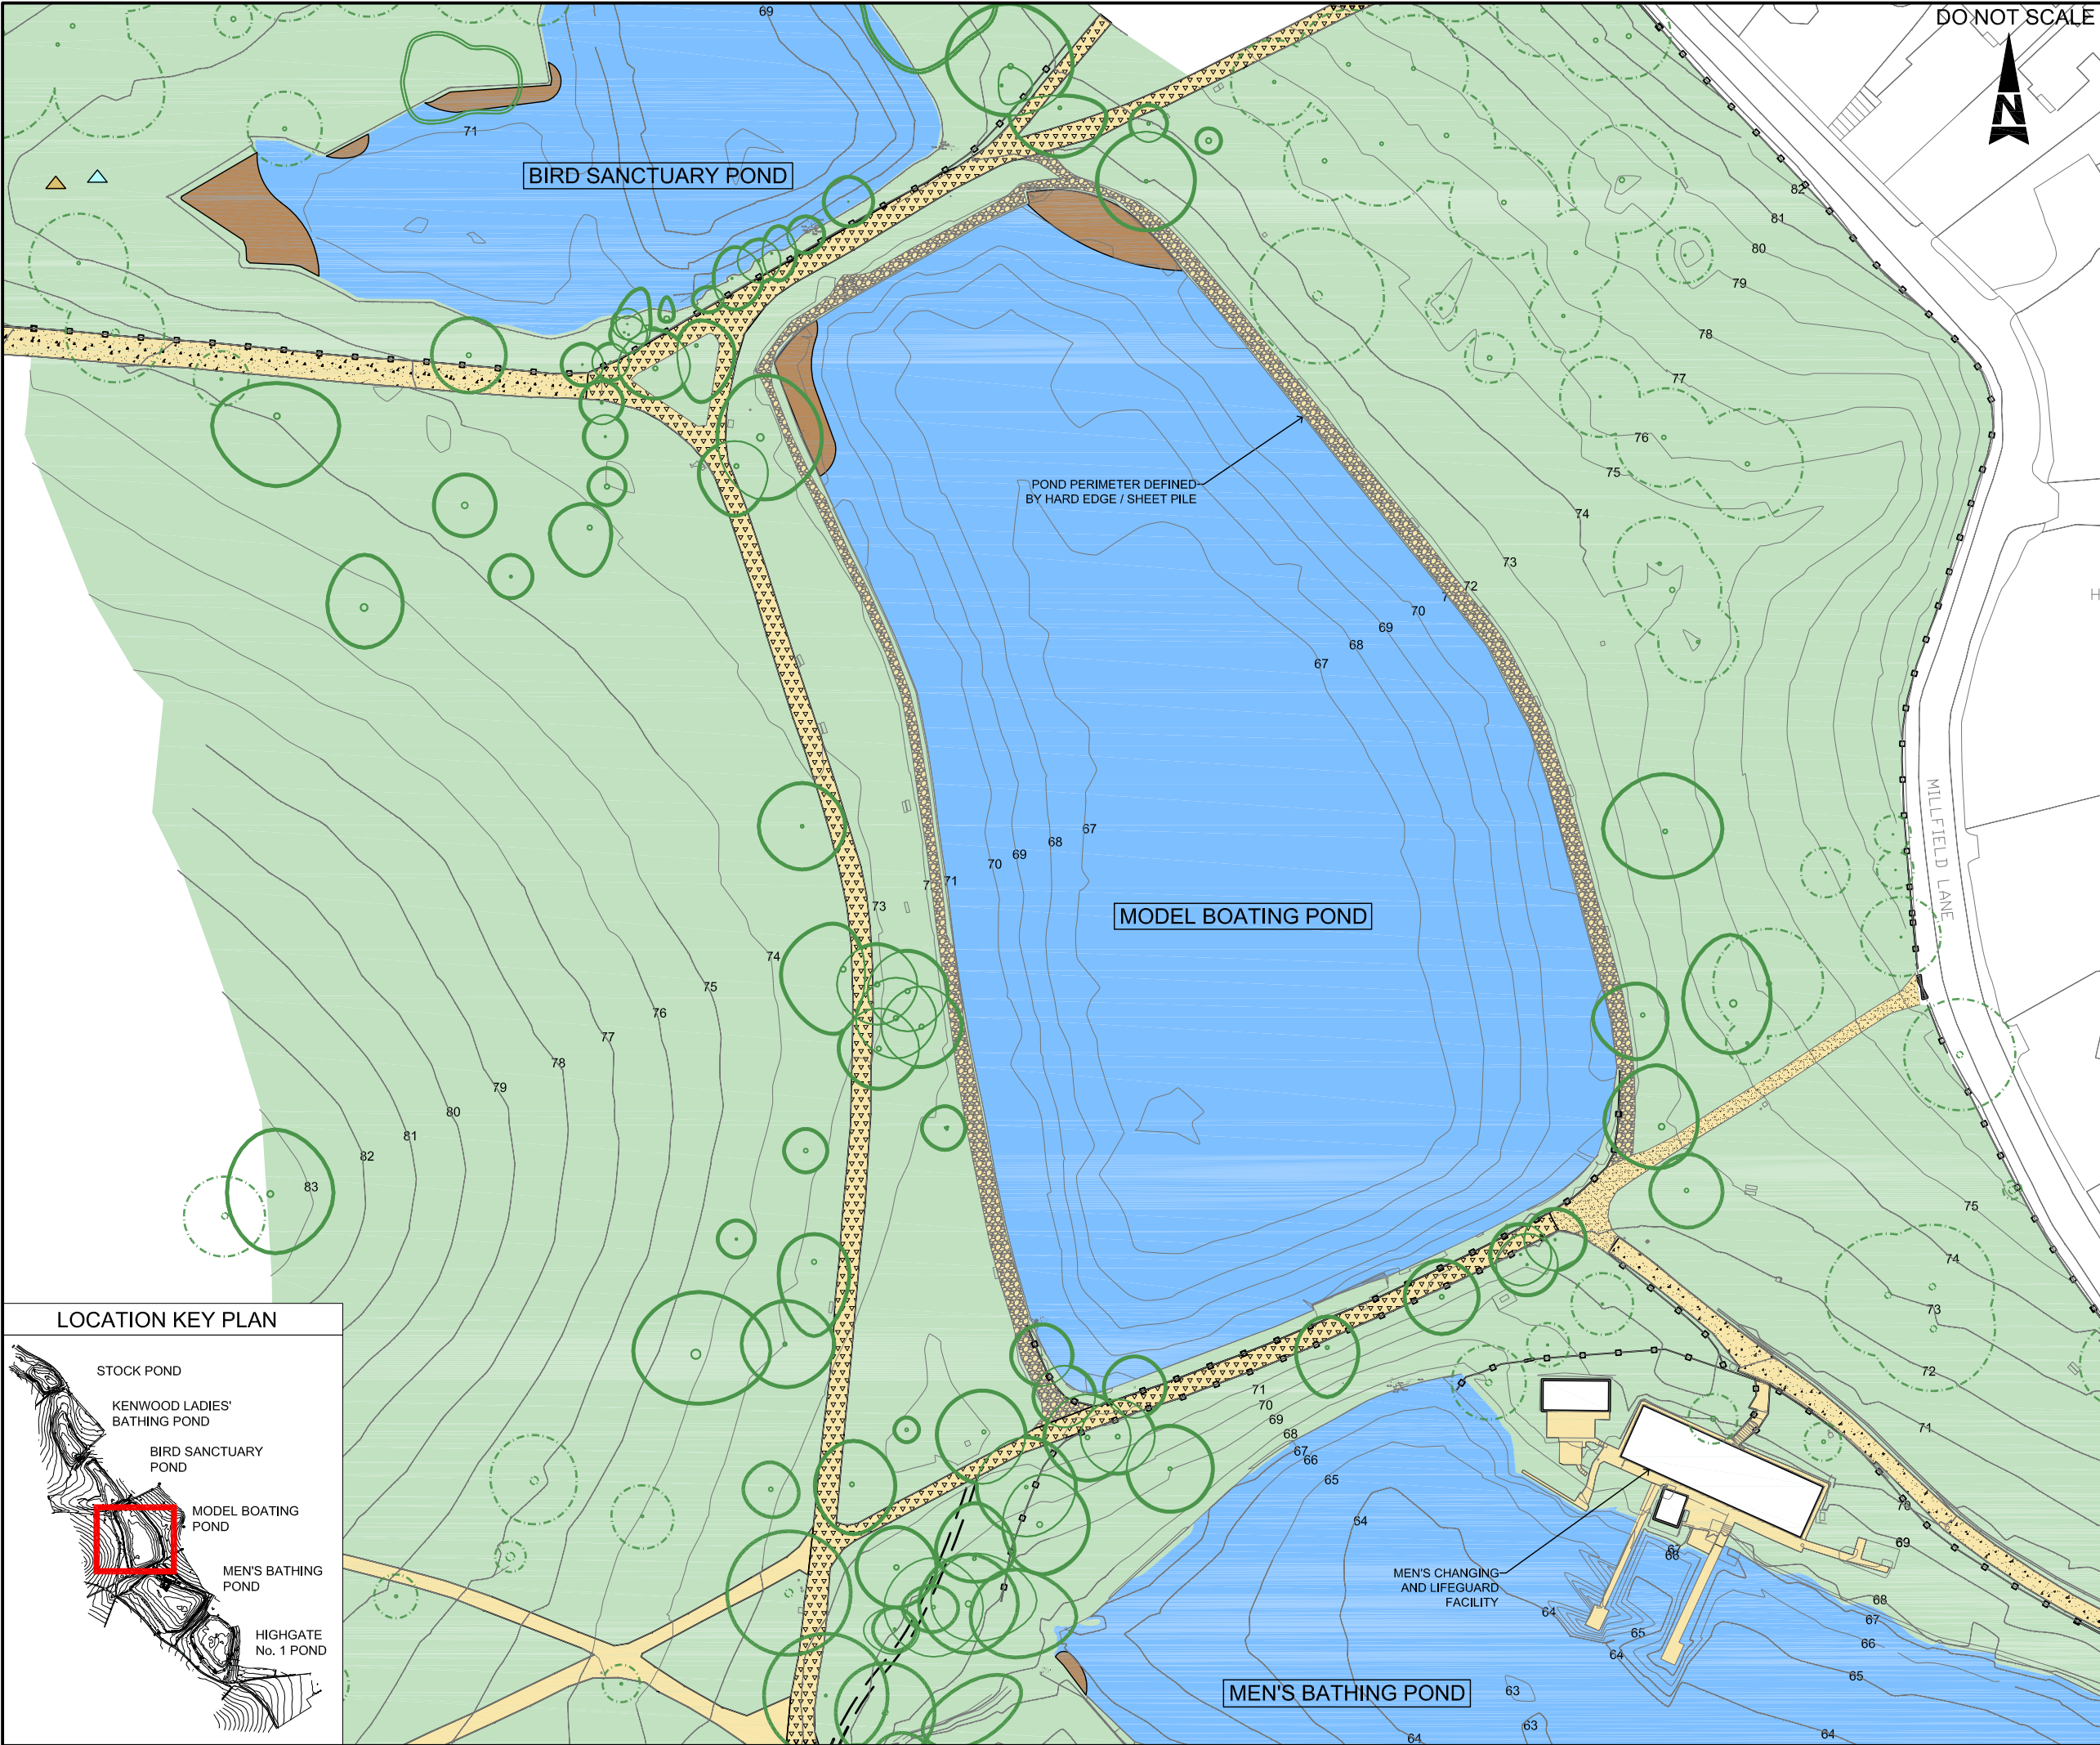 DO NOT SCALE
N
69
71
BIRD SANCTUARY POND
82
81
80
79
78
77
76
75
74
73
72
70
69
68
67
POND PERIMETER DEFINED
BY HARD EDGE / SHEET PILE
67
68
69
70
71
73
74
75
76
77
78
79
80
81
82
83
MODEL BOATING POND
MILLFIELD LANE
H
75
74
73
72
71
70
69
68
67
66
65
64
71
70
69
68
67
66
65
64
MEN'S CHANGING
AND LIFEGUARD
FACILITY
64
65
64
63
63
64
MEN'S BATHING POND
LOCATION KEY PLAN
STOCK POND
KENWOOD LADIES'
BATHING POND
BIRD SANCTUARY
POND
MODEL BOATING
POND
MEN'S BATHING
POND
HIGHGATE
No. 1 POND